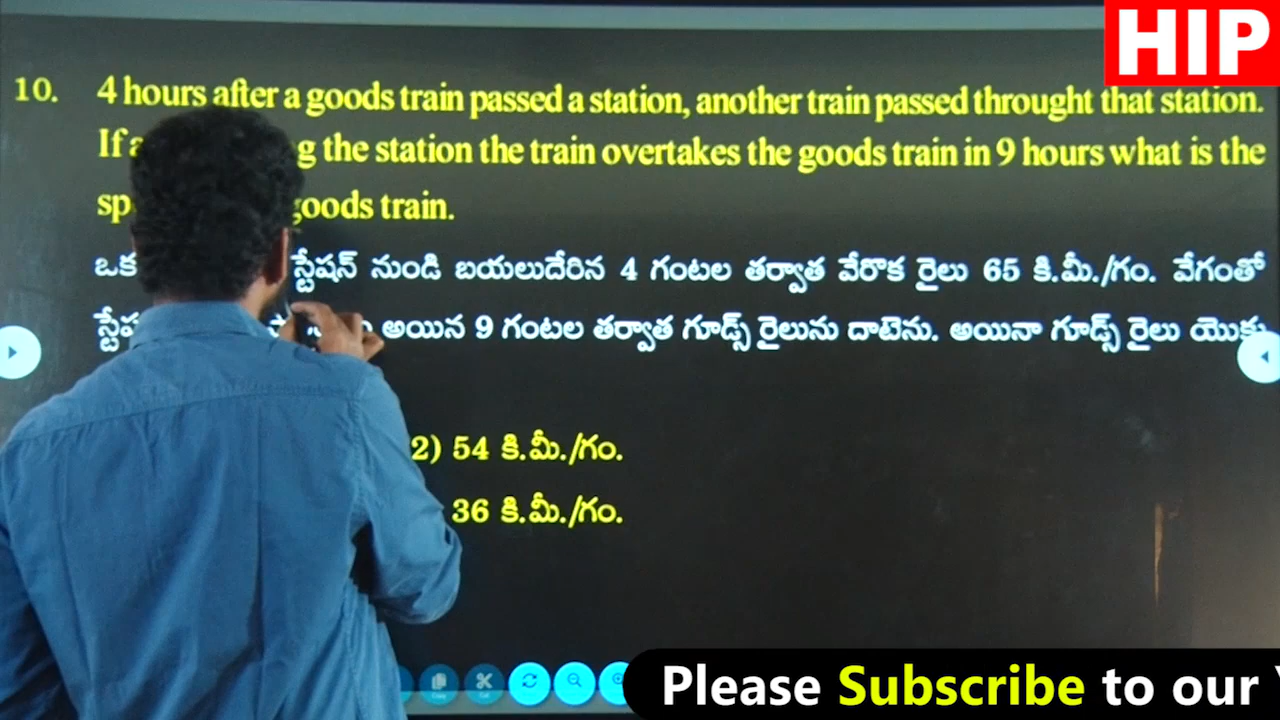 HIP
10. 4 hours after a goods train passed a station, another train passed throught that station.
If the station the train overtakes the goods train in 9 hours what is the
goods train.
ఒక స్టేషన్ నుండి బయలుదేరిన 4 గంటల తర్వాత వేరొక రైలు 65 కి.మీ./గం. వేగంతో
అయిన 9 గంటల తర్వాత గూడ్స్ రైలును దాటెను. అయినా గూడ్స్ రైలు యొక్క
2) 54 కి.మీ./గం.
36 కి.మీ./గం.
Please Subscribe to our